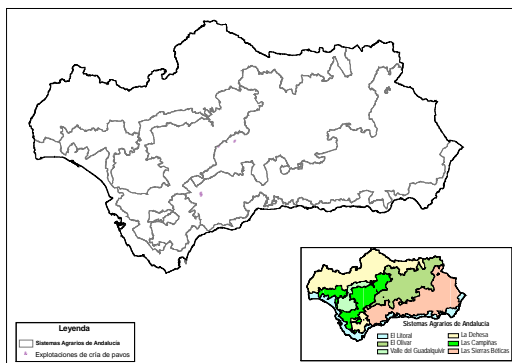 Leyenda
Sistemas Agrarios de Andalucía
Explotaciones de cría de pavos
Sistemas Agrarios de Andalucía
El Litoral
El Olivar
Valle del Guadalquivir
La Dehesa
Las Campiñas
Las Sierras Béticas